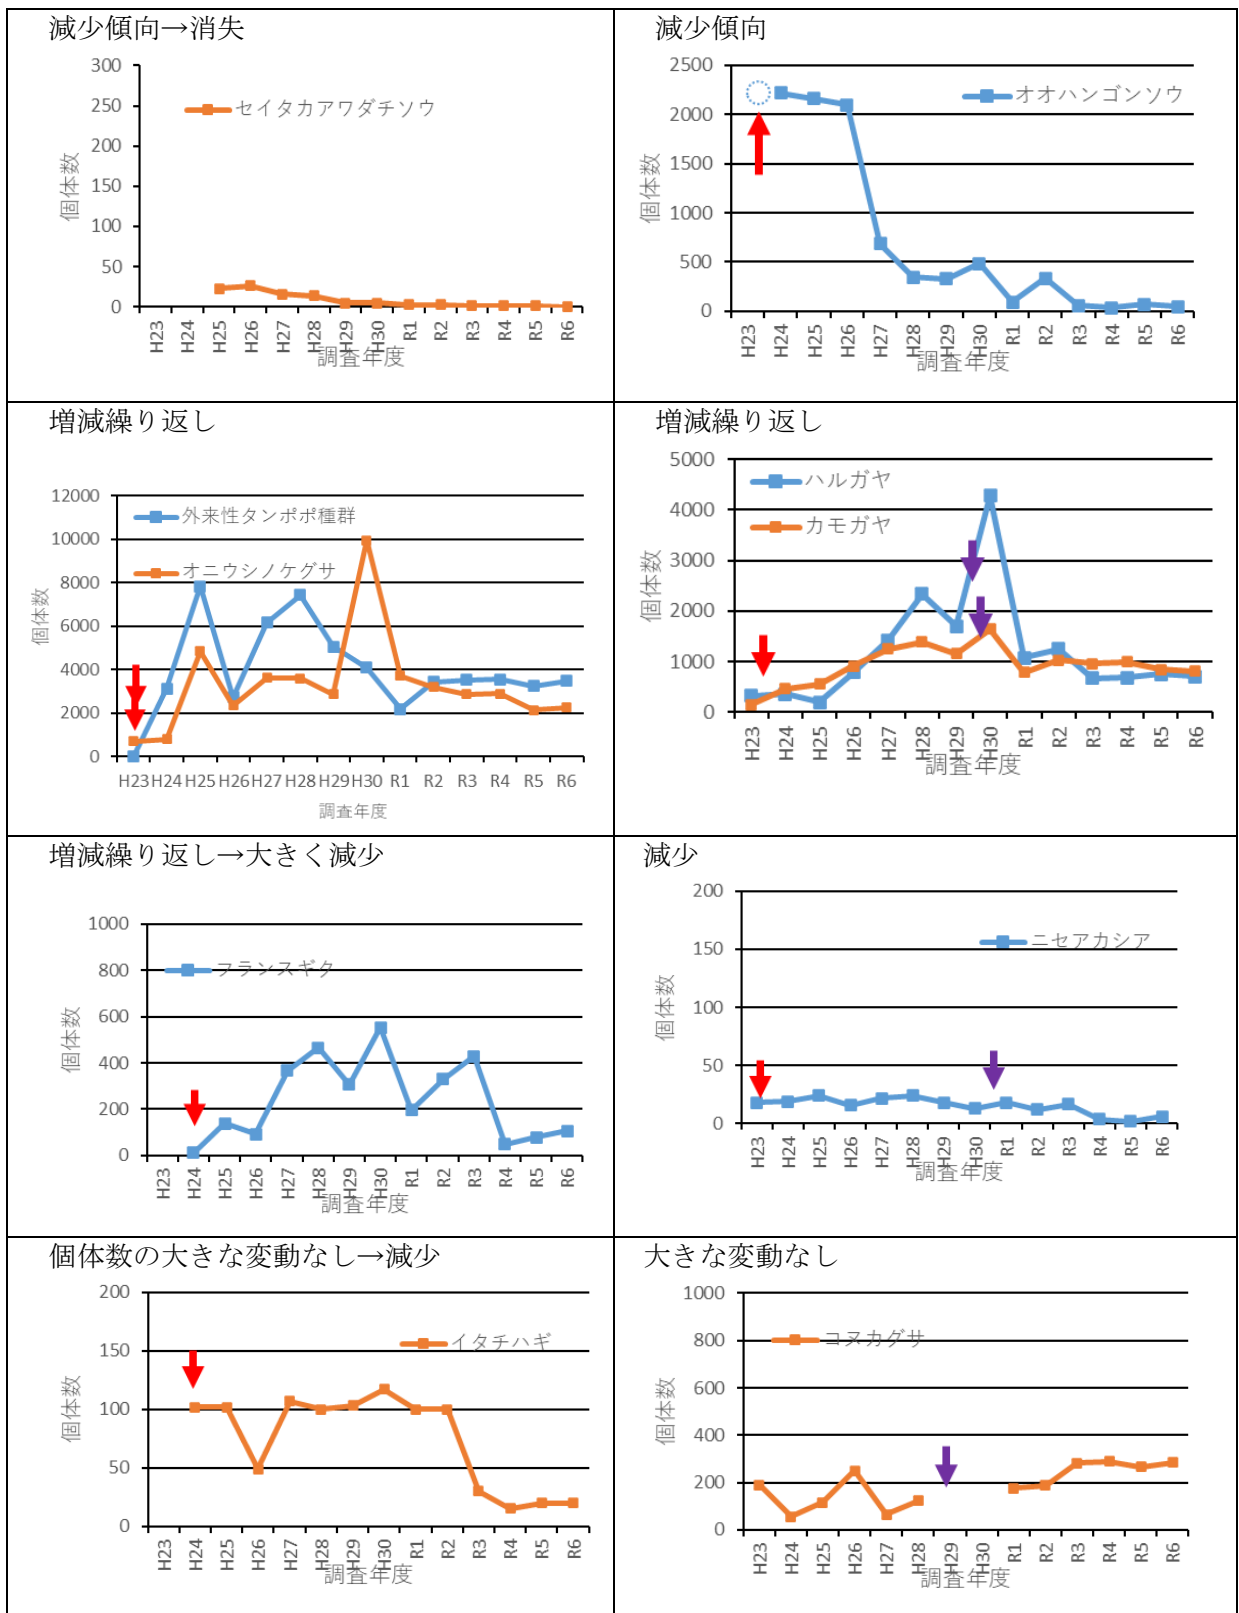 減少傾向→消失
300
250
200
150
100
50
0
個体数
セイタカアワダチソウ
H23 H24 H25 H26 H27 H28 H29 H30 R1 R2 R3 R4 R5 R6
調査年度
減少傾向
2500
2000
1500
1000
500
0
個体数
オオハンゴンソウ
H23 H24 H25 H26 H27 H28 H29 H30 R1 R2 R3 R4 R5 R6
調査年度
増減繰り返し
12000
10000
8000
6000
4000
2000
0
個体数
外来性タンポポ種群
オニウシノケグサ
H23 H24 H25 H26 H27 H28 H29 H30 R1 R2 R3 R4 R5 R6
調査年度
増減繰り返し
5000
4000
3000
2000
1000
0
個体数
ハルガヤ
カモガヤ
H23 H24 H25 H26 H27 H28 H29 H30 R1 R2 R3 R4 R5 R6
調査年度
増減繰り返し→大きく減少
1000
800
600
400
200
0
個体数
フランスギク
H23 H24 H25 H26 H27 H28 H29 H30 R1 R2 R3 R4 R5 R6
調査年度
減少
200
150
100
50
0
個体数
ニセアカシア
H23 H24 H25 H26 H27 H28 H29 H30 R1 R2 R3 R4 R5 R6
調査年度
個体数の大きな変動なし→減少
200
150
100
50
0
個体数
イタチハギ
H23 H24 H25 H26 H27 H28 H29 H30 R1 R2 R3 R4 R5 R6
調査年度
大きな変動なし
1000
800
600
400
200
0
個体数
コヌカグサ
H23 H24 H25 H26 H27 H28 H29 H30 R1 R2 R3 R4 R5 R6
調査年度